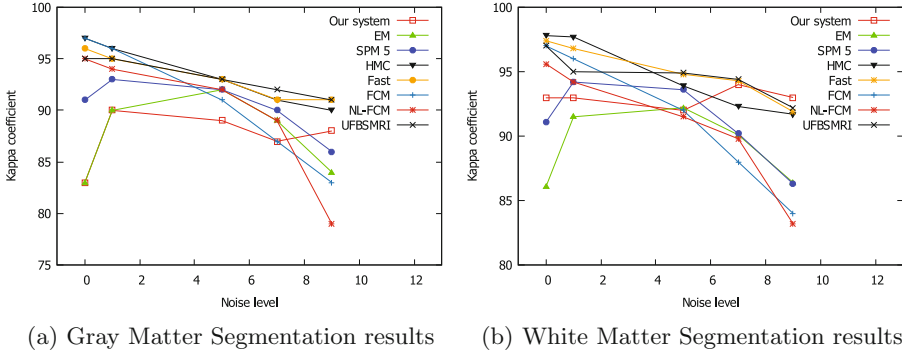 100
95
90
85
80
75
0
2
4
6
8
10
12
Kappa coefficient
Noise level
Our system
EM
SPM 5
HMC
Fast
FCM
NL-FCM
UFBSMRI
(a) Gray Matter Segmentation results
100
95
90
85
80
0
2
4
6
8
10
12
Kappa coefficient
Noise level
Our system
EM
SPM 5
HMC
Fast
FCM
NL-FCM
UFBSMRI
(b) White Matter Segmentation results